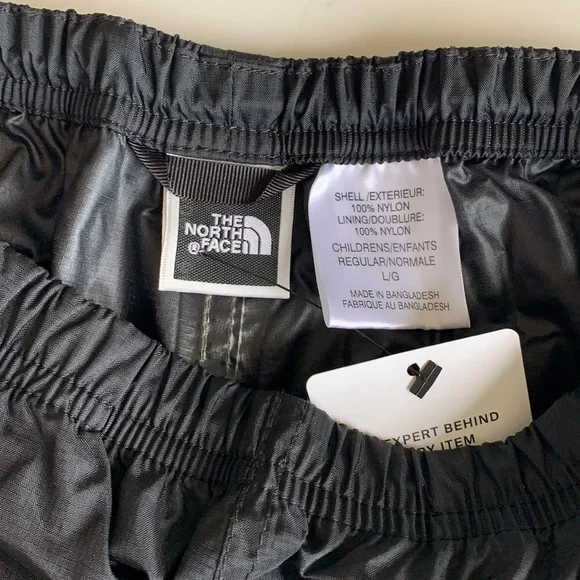 THE
NORTH
FACE
SHELL/EXTERIEUR:
100% NYLON
LINING/DOUBLURE:
100% NYLON
CHILDRENS/ENFANTS
REGULAR/NORMALE
L/G
MADE IN BANGLADESH
FABRIQUE AU BANGLADESH
EXPERT BEHIND
ITEM